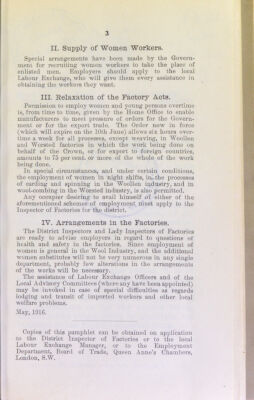 3
II. Supply of Women Workers.
Special arrangements have been made by the Govern-
ment for recruiting women workers to take the place of
enlisted men. Employers should apply to the local
Labour Exchange, who will give them every assistance in
obtaining the workers they want.
III. Relaxation of the Factory Acts.
Permission to employ women and young persons overtime
is, from time to time, given by the Home Office to enable
manufacturers to meet pressure of orders for the Govern-
ment or for the export trade. The Order now in force
(which will expire on the 10th June) allows six hours over-
time a week for all processes, except weaving, in Woollen
and Worsted factories in which the work being done on
behalf of the Crown, or for export to foreign countries,
amounts to 75 per cent. or more of the whole of the work
being done.
In special circumstances, and under certain conditions,
the employment of women in night shifts, in the processes
of carding and spinning in the Woollen industry, and in
wool-combing in the Worsted industry, is also permitted.
Any occupier desiring to avail himself of either of the
aforementioned schemes of employment, must apply to the
Inspector of Factories for the district.
IV. Arrangements in the Factories.
The District Inspectors and Lady Inspectors of Factories
are ready to advise employers in regard to questions of
health and safety in the factories. Since employment of
women is general in the Wool Industry, and the additional
women substitutes will not be very numerous in any single
department, probably few alterations in the arrangements
of the works will be necessary.
The assistance of Labour Exchange Officers and of the
Local Advisory Committees (where any have been appointed)
may be invoked in case of special difficulties as regards
lodging and transit of imported workers and other local
welfare problems.
May, 1916.
Copies of this pamphlet can be obtained on application
to the District Inspector of Factories or to the local
Labour Exchange Manager, or to the Employment
Department, Board of Trade, Queen Anne's Chambers,
London, S.W.